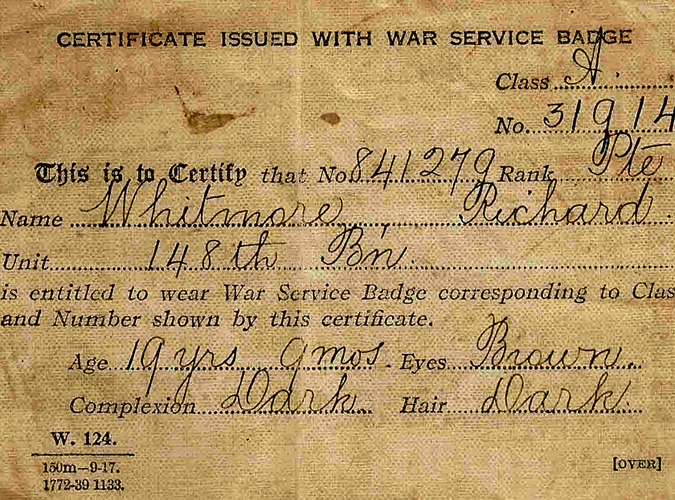 CERTIFICATE ISSUED WITH WAR SERVICE BADGE
Class A.
No. 31914
This is to Certify that No. 841279 Rank Pte
Name Whitmore Richard
Unit 148th Bn.
is entitled to wear War Service Badge corresponding to Clas
and Number shown by this certificate.
Age 19 yrs 9 mos. Eyes Brown.
Complexion Dark. Hair Dark.
W. 124.
150m—9-17.
1772-39 1133.
[OVER]